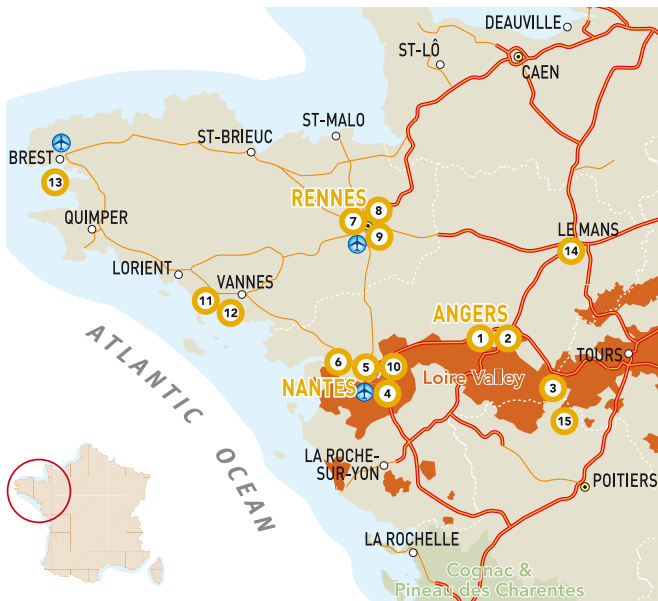 DEAUVILLE
ST-LÔ
CAEN
ST-MALO
ST-BRIEUC
BREST
13
RENNES
8
7
9
QUIMPER
LE MANS
14
LORIENT
VANNES
11
12
ANGERS
1
2
6
5
10
TOURS
Loire Valley
NANTES
4
3
15
ATLANTIC OCEAN
LA ROCHE-
SUR-YON
POITIERS
LA ROCHELLE
Cognac &
Pineau des Charentes